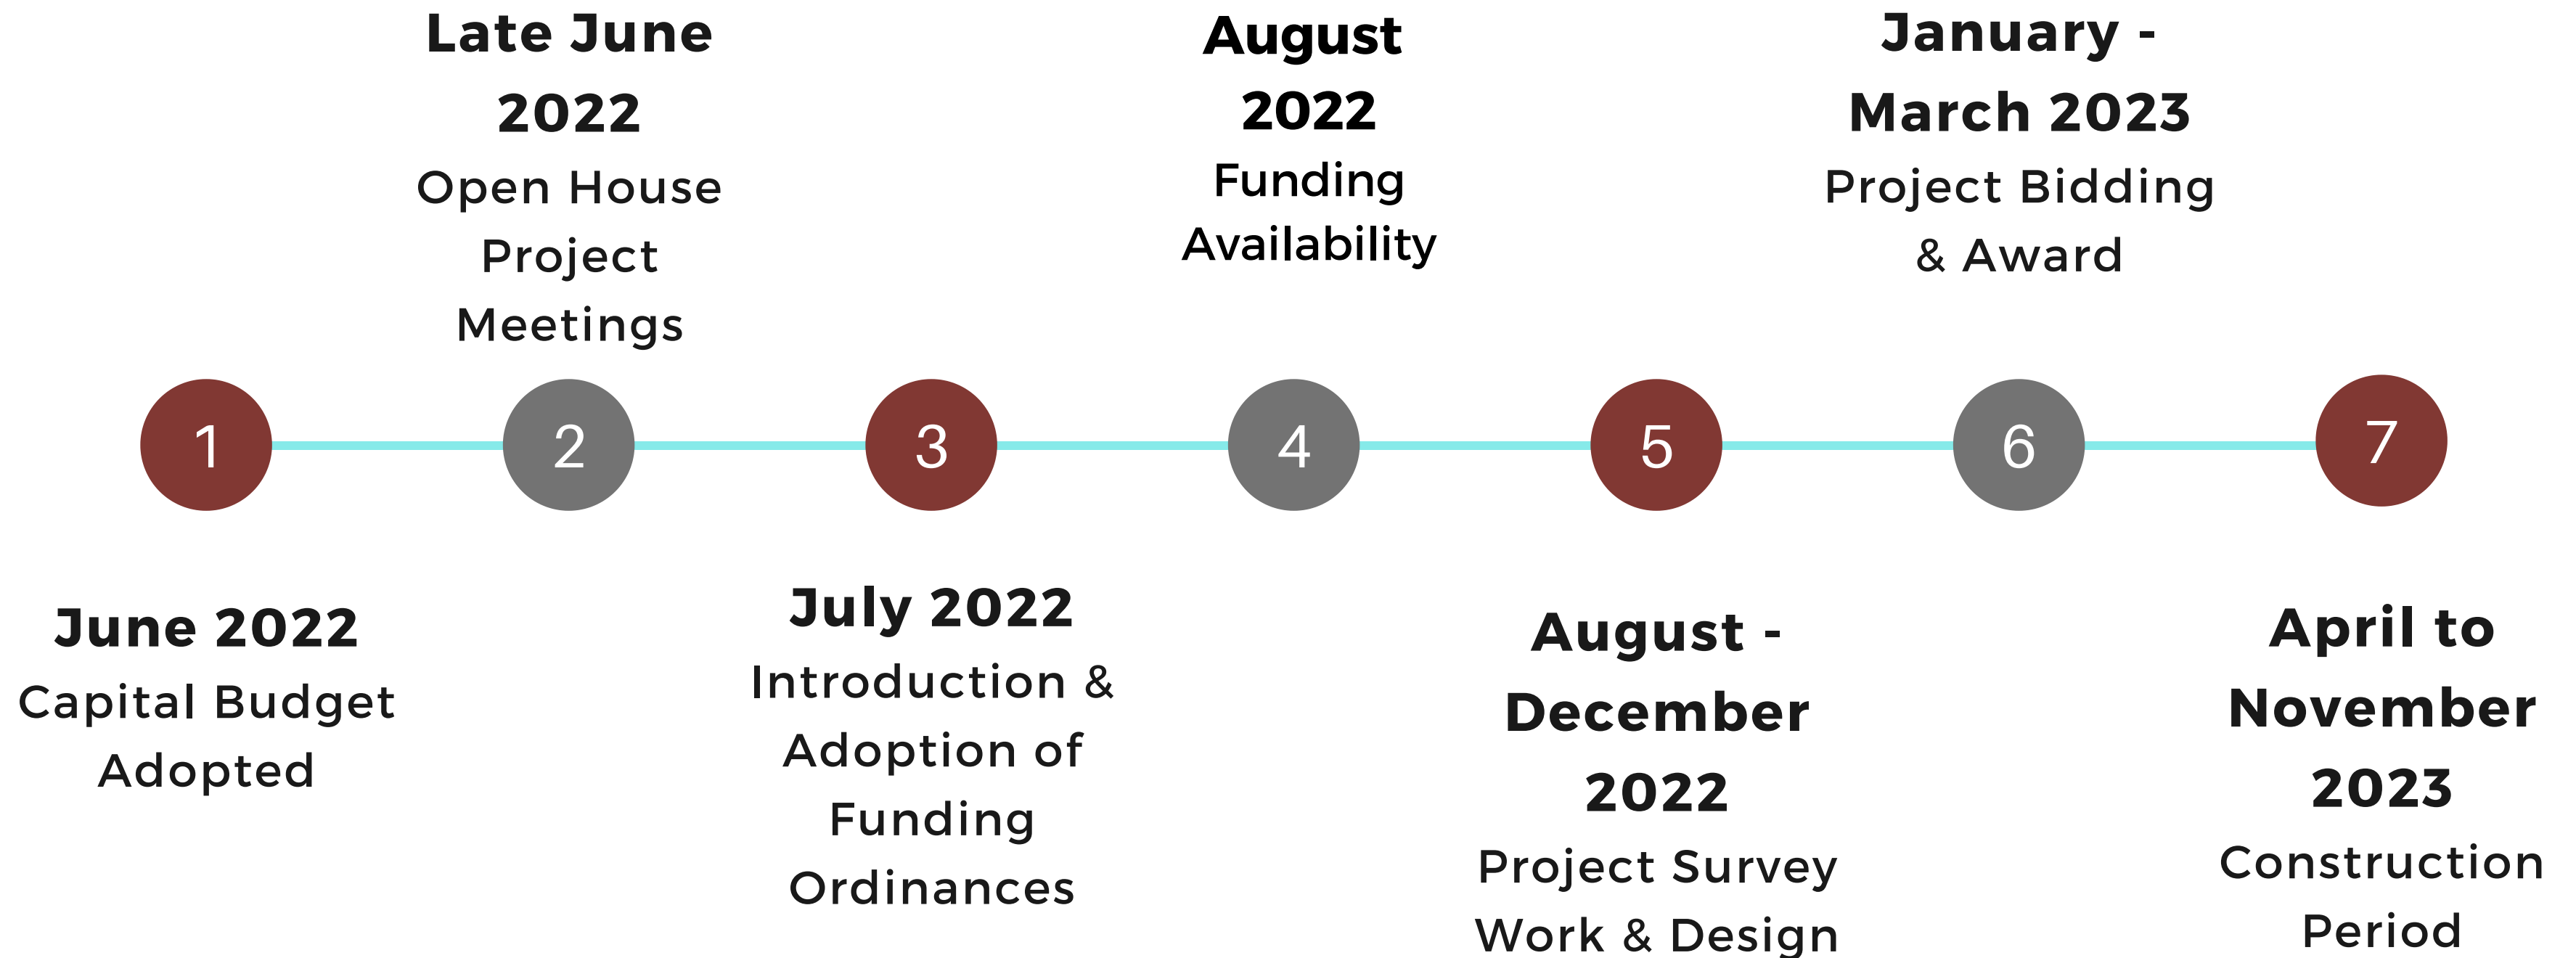 1
June 2022
Capital Budget
Adopted
2
Late June
2022
Open House
Project
Meetings
3
July 2022
Introduction &
Adoption of
Funding
Ordinances
4
August
2022
Funding
Availability
5
August -
December
2022
Project Survey
Work & Design
6
January -
March 2023
Project Bidding
& Award
7
April to
November
2023
Construction
Period